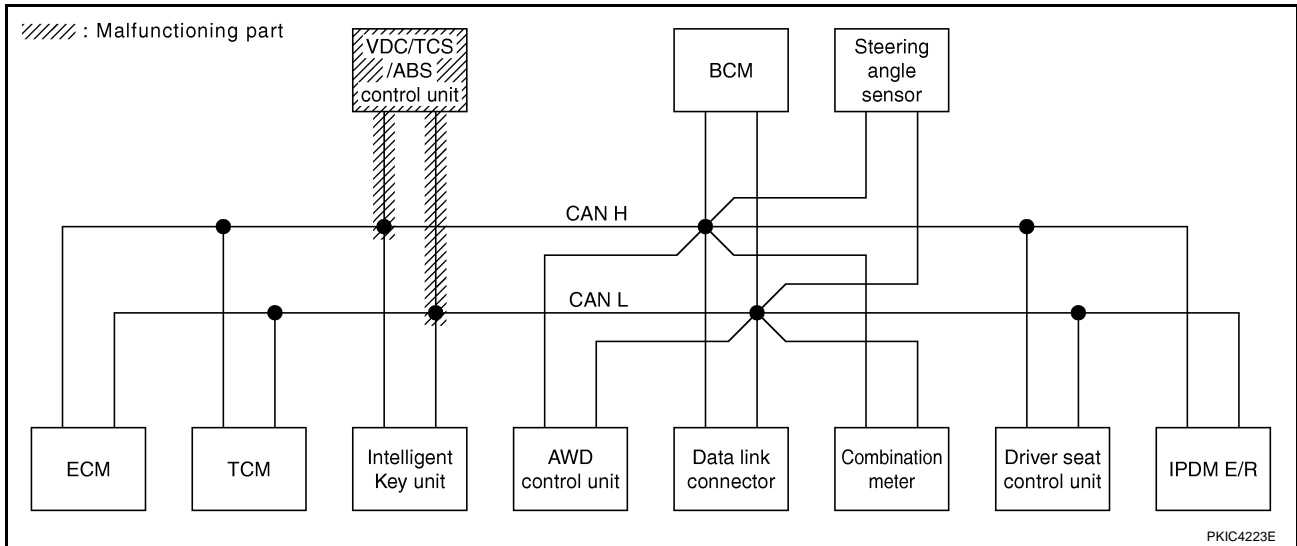 : Malfunctioning part
VDC/TCS
/ABS
control unit
BCM
Steering
angle
sensor
CAN H
CAN L
ECM
TCM
Intelligent
Key unit
AWD
control unit
Data link
connector
Combination
meter
Driver seat
control unit
IPDM E/R
PKIC4223E